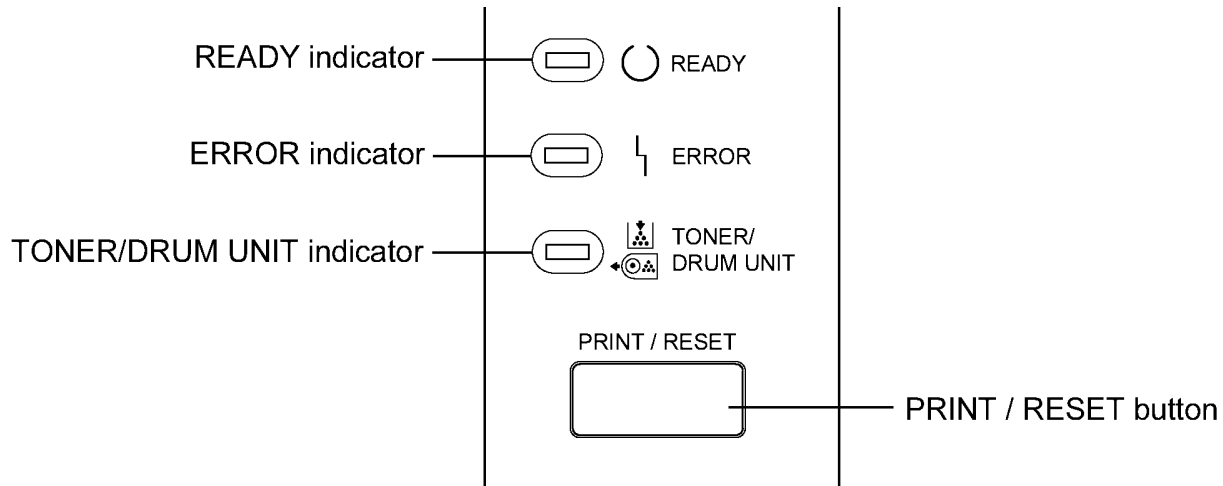 READY indicator
READY
ERROR indicator
ERROR
TONER/DRUM UNIT indicator
TONER/
DRUM UNIT
PRINT / RESET
PRINT / RESET button